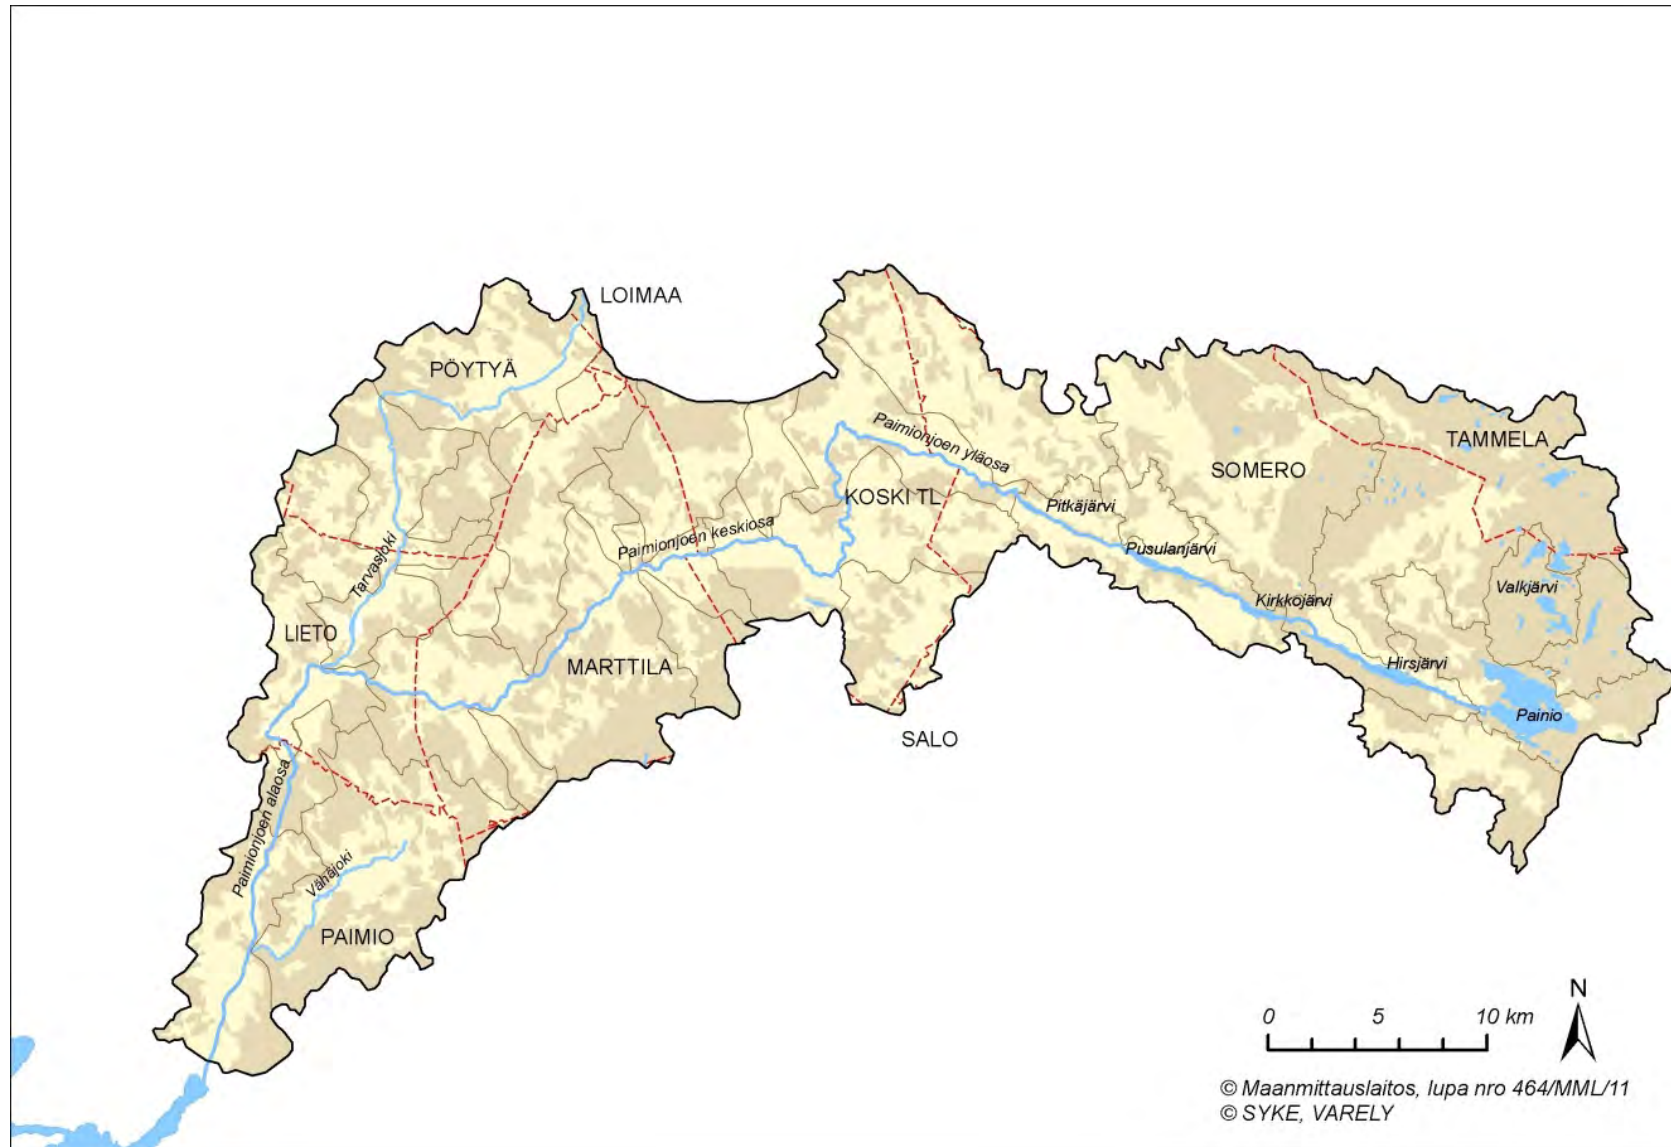 LOIMAA
PÖYTYÄ
Paimionjoen yläosa
TAMMELA
SOMERO
KOSKI TL
Pitkäjärvi
Paimionjoen keskiosa
Pusulanjärvi
Tarvasjoki
Valkjärvi
Kirkkojärvi
LIETO
MARTTILA
Hirsjärvi
Painio
SALO
Paimionjoen alaosa
Vähäjoki
PAIMIO
N
0 5 10 km
© Maanmittauslaitos, lupa nro 464/MML/11
© SYKE, VARELY